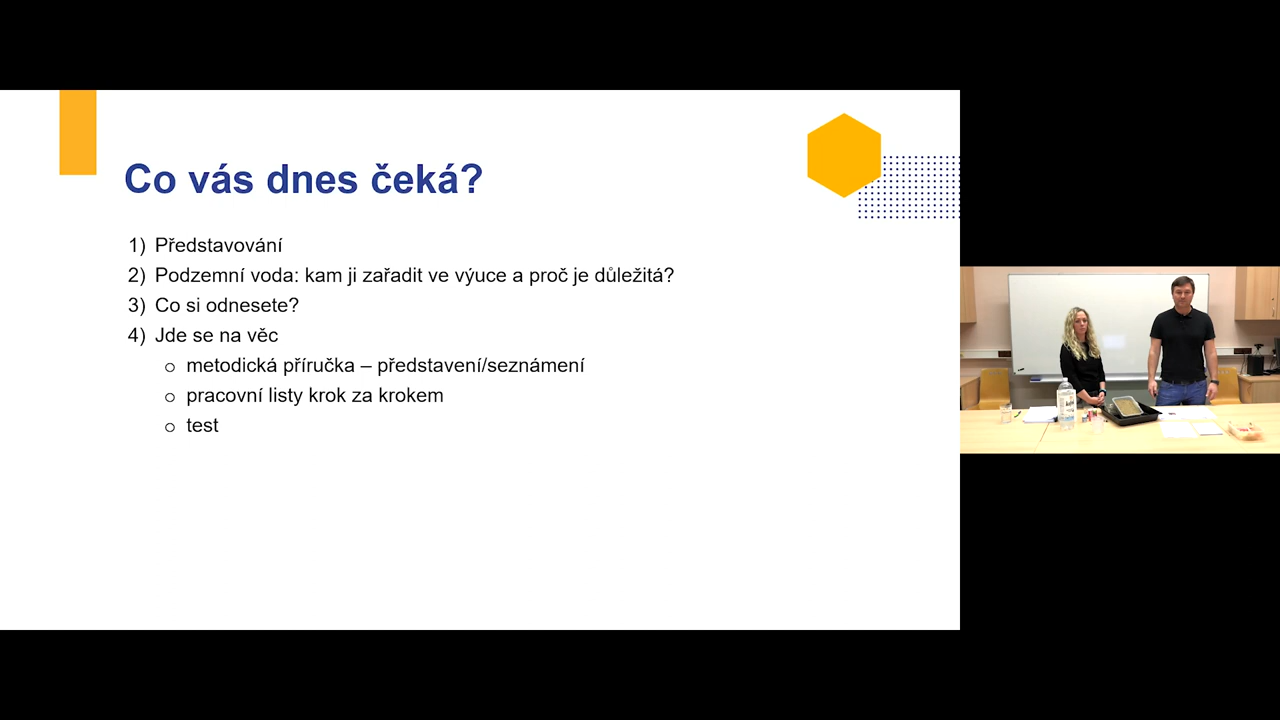 Co vás dnes čeká?
1) Představování
2) Podzemní voda: kam ji zařadit ve výuce a proč je důležitá?
3) Co si odnesete?
4) Jde se na věc
o metodická příručka – představení/seznámení
o pracovní listy krok za krokem
o test